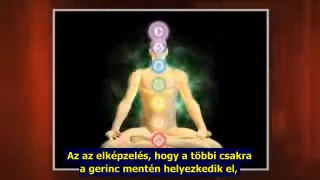 Az az elképzelés, hogy a többi csakra
a gerinc mentén helyezkedik el,